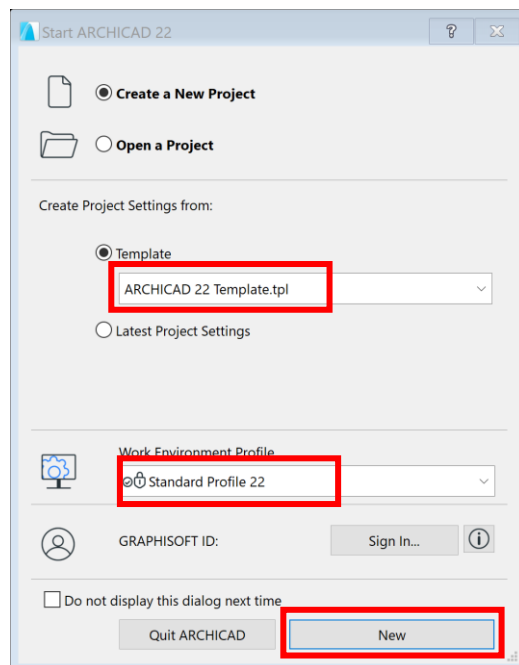 Start ARCHICAD 22
Create a New Project
Open a Project
Create Project Settings from:
Template
ARCHICAD 22 Template.tpl
Latest Project Settings
Work Environment Profile
Standard Profile 22
GRAPHISOFT ID:
Sign In...
Do not display this dialog next time
Quit ARCHICAD
New